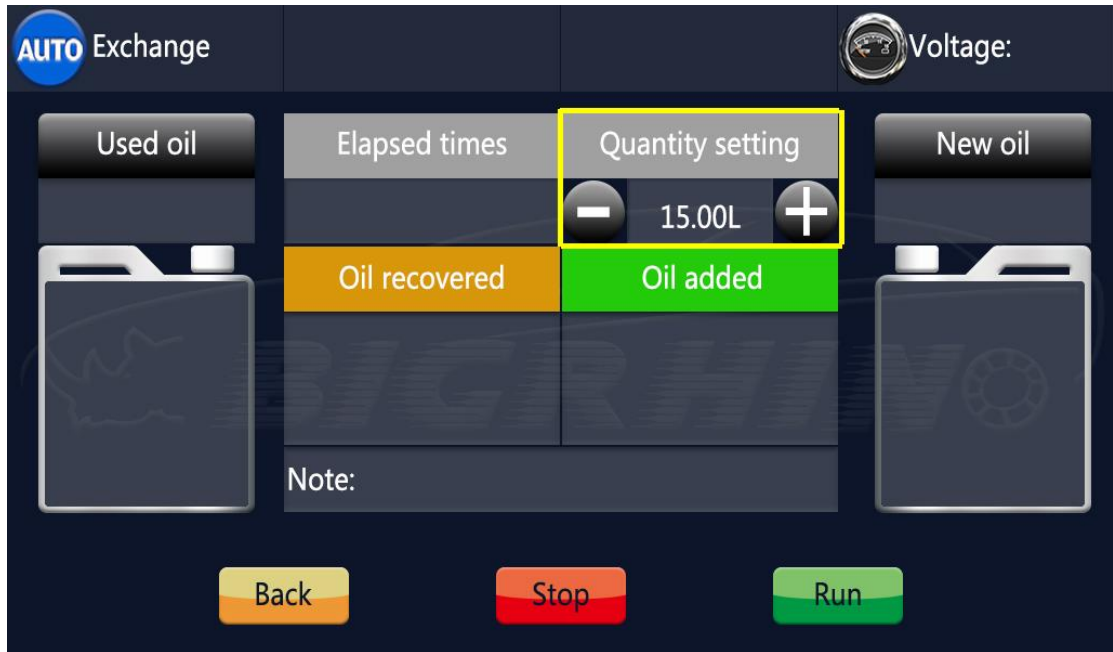 AUTO Exchange
Voltage:
Used oil
Elapsed times
Quantity setting
New oil
15.00L
Oil recovered
Oil added
BIGRHINO
Note:
Back
Stop
Run